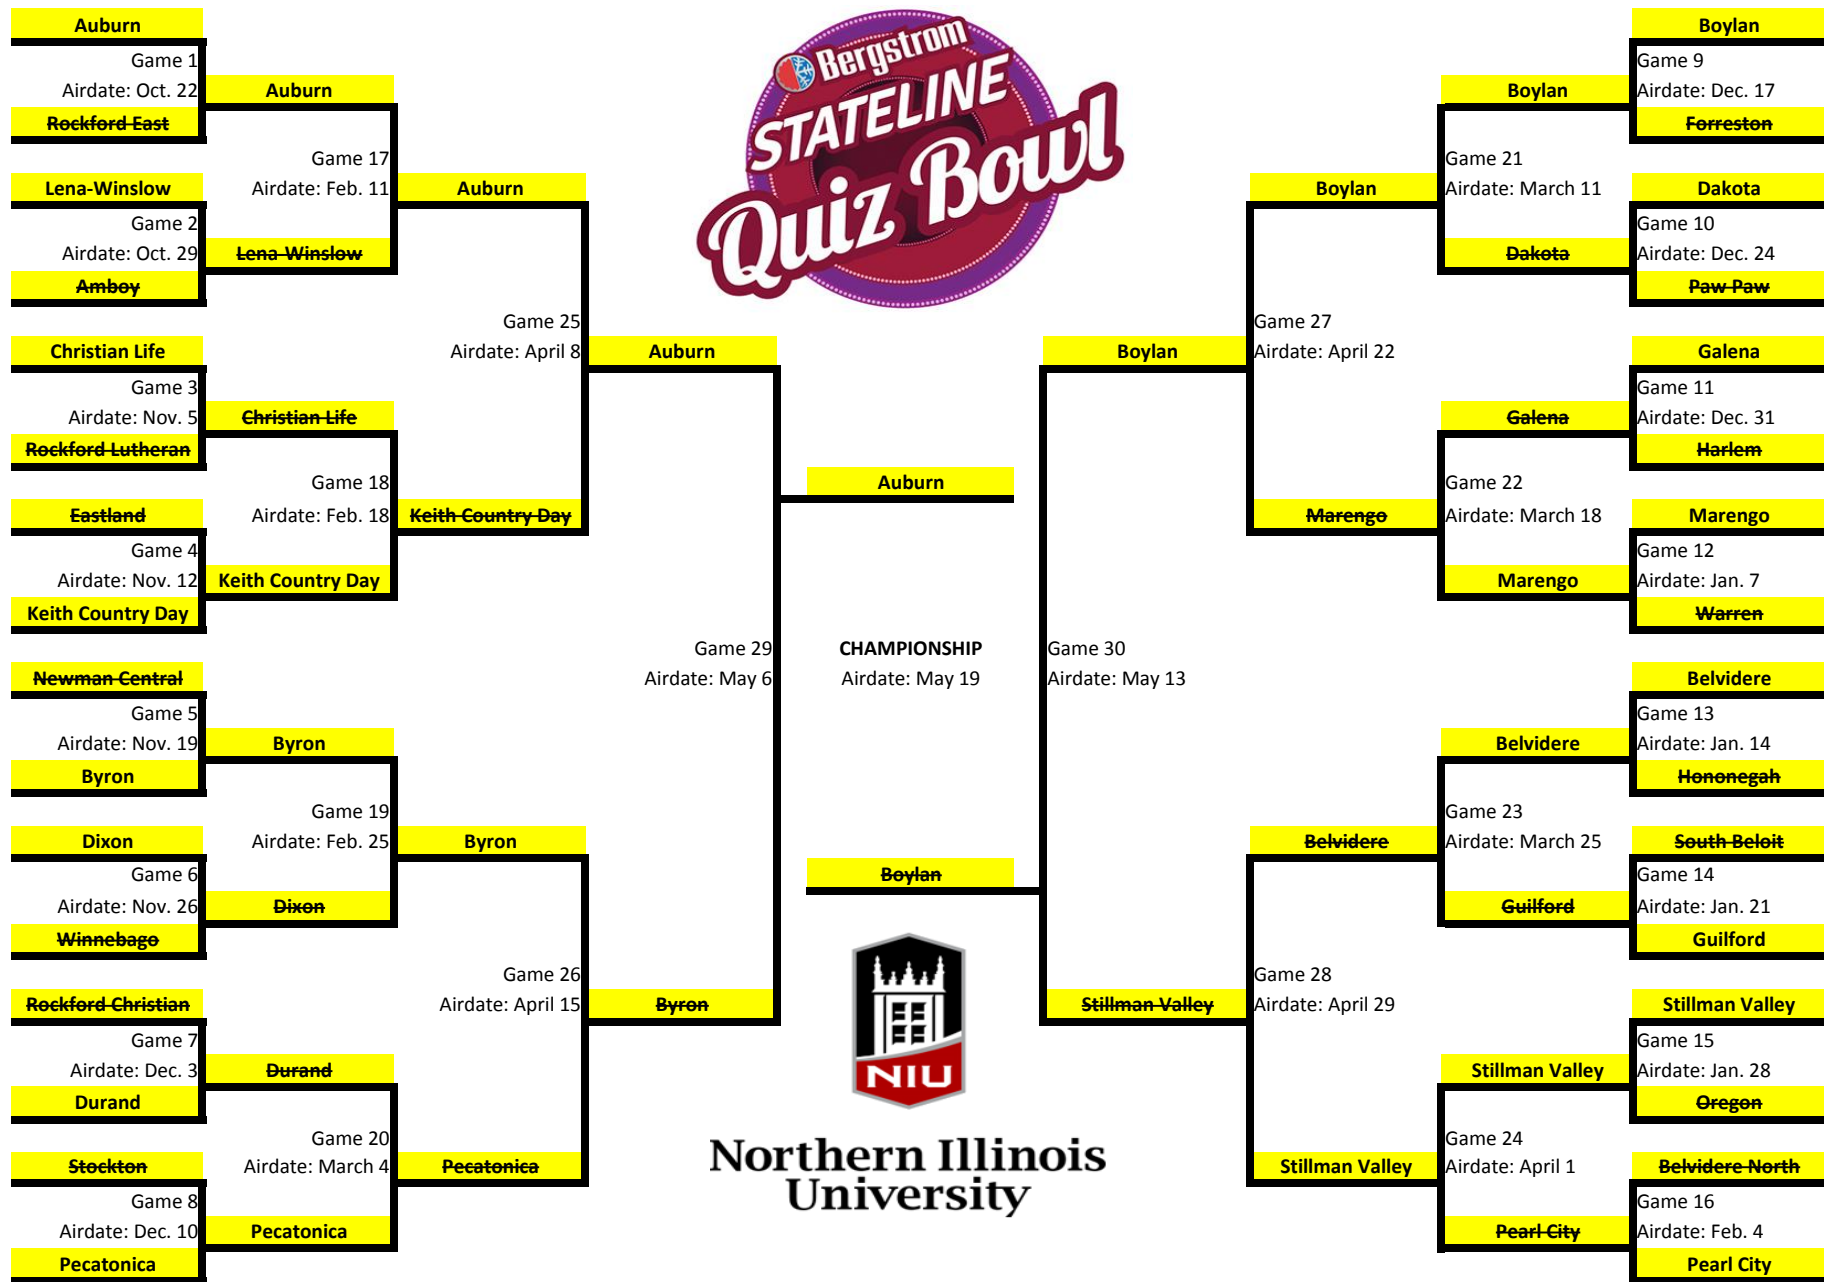 Auburn
Game 1
Airdate: Oct. 22
Rockford East
Lena-Winslow
Game 2
Airdate: Oct. 29
Amboy
Christian Life
Game 3
Airdate: Nov. 5
Rockford Lutheran
Eastland
Game 4
Airdate: Nov. 12
Keith Country Day
Newman Central
Game 5
Airdate: Nov. 19
Byron
Dixon
Game 6
Airdate: Nov. 26
Winnebago
Rockford Christian
Game 7
Airdate: Dec. 3
Durand
Stockton
Game 8
Airdate: Dec. 10
Pecatonica
Auburn
Game 17
Airdate: Feb. 11
Lena-Winslow
Christian Life
Game 18
Airdate: Feb. 18
Keith Country Day
Byron
Game 19
Airdate: Feb. 25
Dixon
Durand
Game 20
Airdate: March 4
Pecatonica
Auburn
Game 25
Airdate: April 8
Keith Country Day
Byron
Game 26
Airdate: April 15
Pecatonica
Auburn
Game 29
Airdate: May 6
Byron
Bergstrom
STATELINE
Quiz Bowl
Auburn
CHAMPIONSHIP
Airdate: May 19
Boylan
NIU
Northern Illinois
University
Boylan
Game 30
Airdate: May 13
Stillman Valley
Boylan
Game 27
Airdate: April 22
Marengo
Belvidere
Game 28
Airdate: April 29
Stillman Valley
Boylan
Game 21
Airdate: March 11
Dakota
Galena
Game 22
Airdate: March 18
Marengo
Belvidere
Game 23
Airdate: March 25
Guilford
Stillman Valley
Game 24
Airdate: April 1
Pearl City
Boylan
Game 9
Airdate: Dec. 17
Forreston
Dakota
Game 10
Airdate: Dec. 24
Paw Paw
Galena
Game 11
Airdate: Dec. 31
Harlem
Marengo
Game 12
Airdate: Jan. 7
Warren
Belvidere
Game 13
Airdate: Jan. 14
Hononegah
South Beloit
Game 14
Airdate: Jan. 21
Guilford
Stillman Valley
Game 15
Airdate: Jan. 28
Oregon
Belvidere North
Game 16
Airdate: Feb. 4
Pearl City